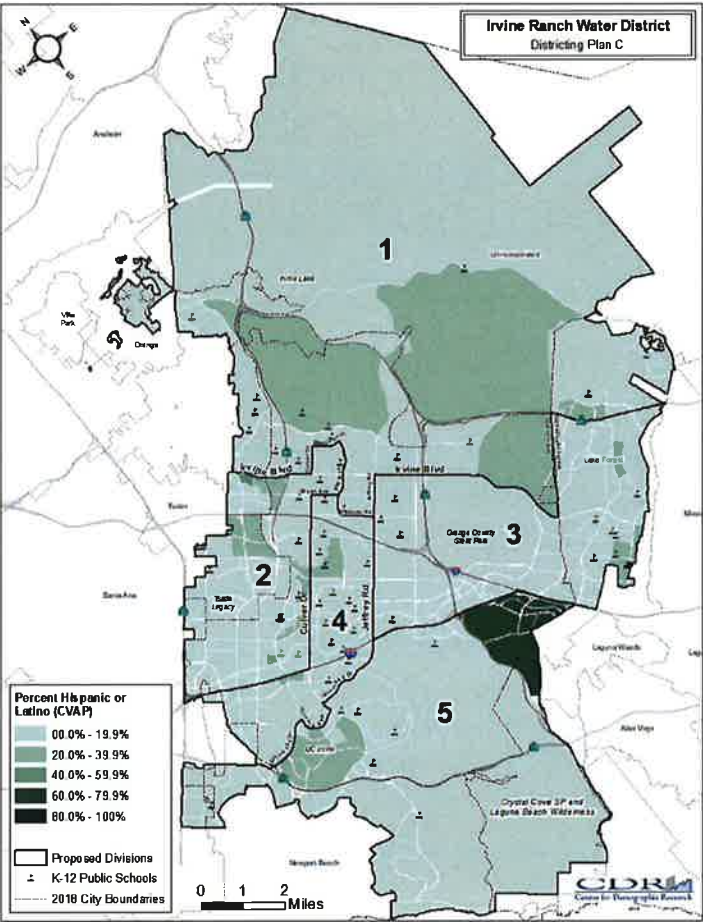 Irvine Ranch Water District
Districting Plan C
N
E
W
S
Anaheim
1
Unincorporated
Irvine Lake
Villa
Park
Orange
Irvine Blvd
Irvine Blvd
Lake Forest
Tustin
Orange County
Great Park
3
2
Santa Ana
Tustin
Legacy
Culver Dr
4
Jeffrey Rd
Laguna Woods
5
Aliso Viejo
UC Irvine
Crystal Cove SP and
Laguna Beach Wilderness
Newport Beach
Percent Hispanic or
Latino (CVAP)
00.0% - 19.9%
20.0% - 39.9%
40.0% - 59.9%
60.0% - 79.9%
80.0% - 100%
Proposed Divisions
K-12 Public Schools
2018 City Boundaries
0 1 2
Miles
CDR
Center for Demographic Research